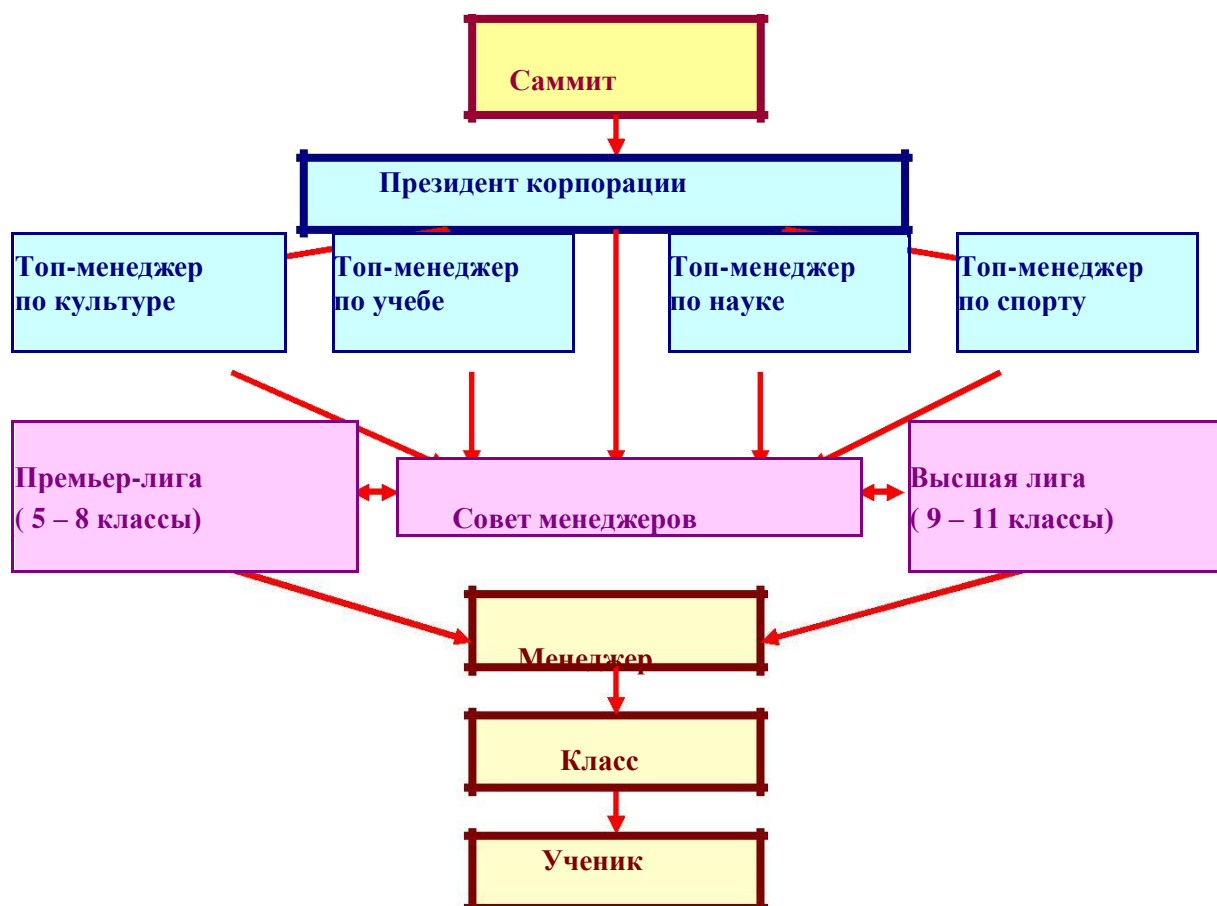 Саммит
Президент корпорации
Топ-менеджер
по культуре
Топ-менеджер
по учебе
Топ-менеджер
по науке
Топ-менеджер
по спорту
Премьер-лига
( 5 – 8 классы)
Совет менеджеров
Высшая лига
( 9 – 11 классы)
Менеджер
Класс
Ученик